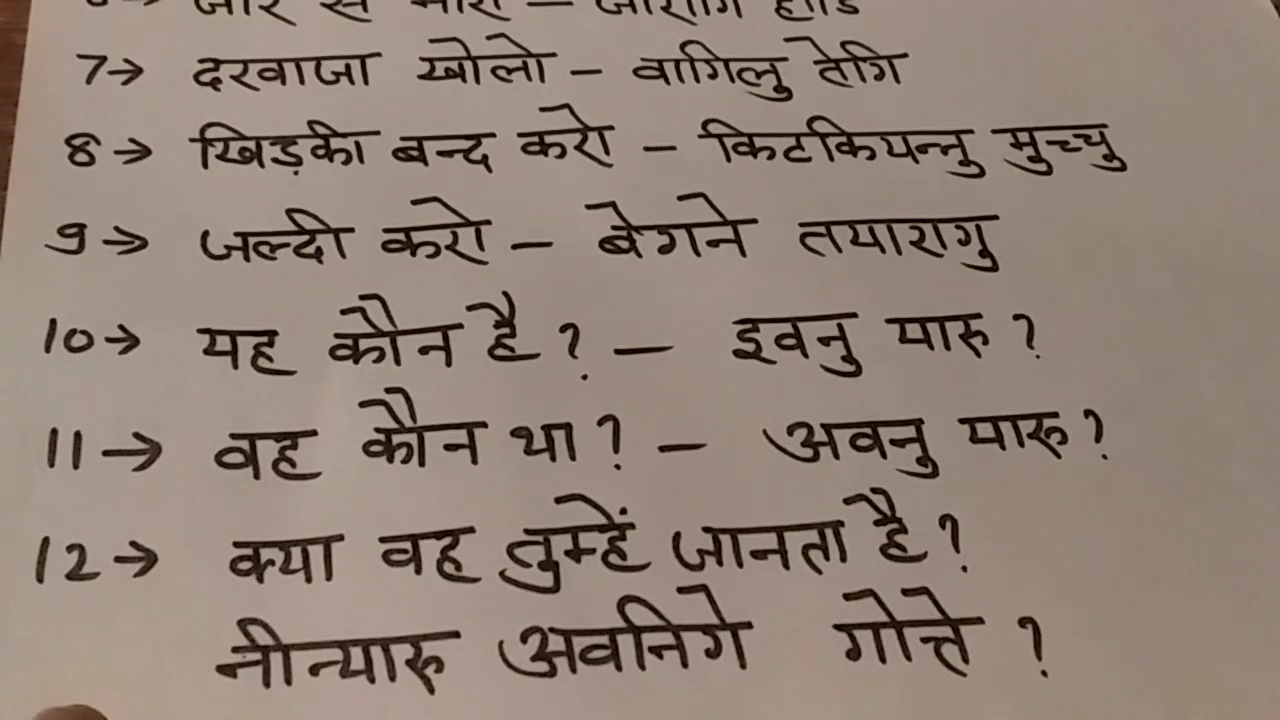 7→ दरवाजा खोलो – वागिलु तेगि
8→ खिड़की बन्द करो – किटकियन्नु मुच्चु
9→ जल्दी करो – बेगने तयारागु
10→ यह कौन है? – इवनु यारु?
11→ वह कौन था? – अवनु यारु?
12→ क्या वह तुम्हें जानता है?
नीन्यारु अवनिगे गोत्ते?